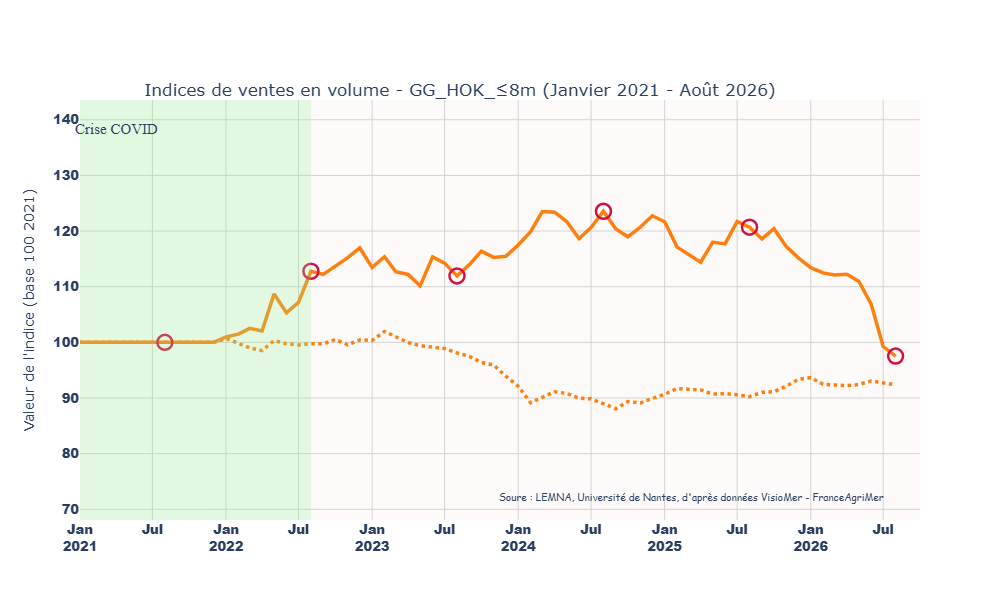 Indices de ventes en volume - GG_HOK_≤8m (Janvier 2021 - Août 2026)
Crise COVID
Valeur de l'indice (base 100 2021)
140
130
120
110
100
90
80
70
Soure : LEMNA, Université de Nantes, d'après données VisioMer - FranceAgriMer
Jan Jul Jan Jul Jan Jul Jan Jul Jan Jul Jan Jul
2021 2022 2023 2024 2025 2026